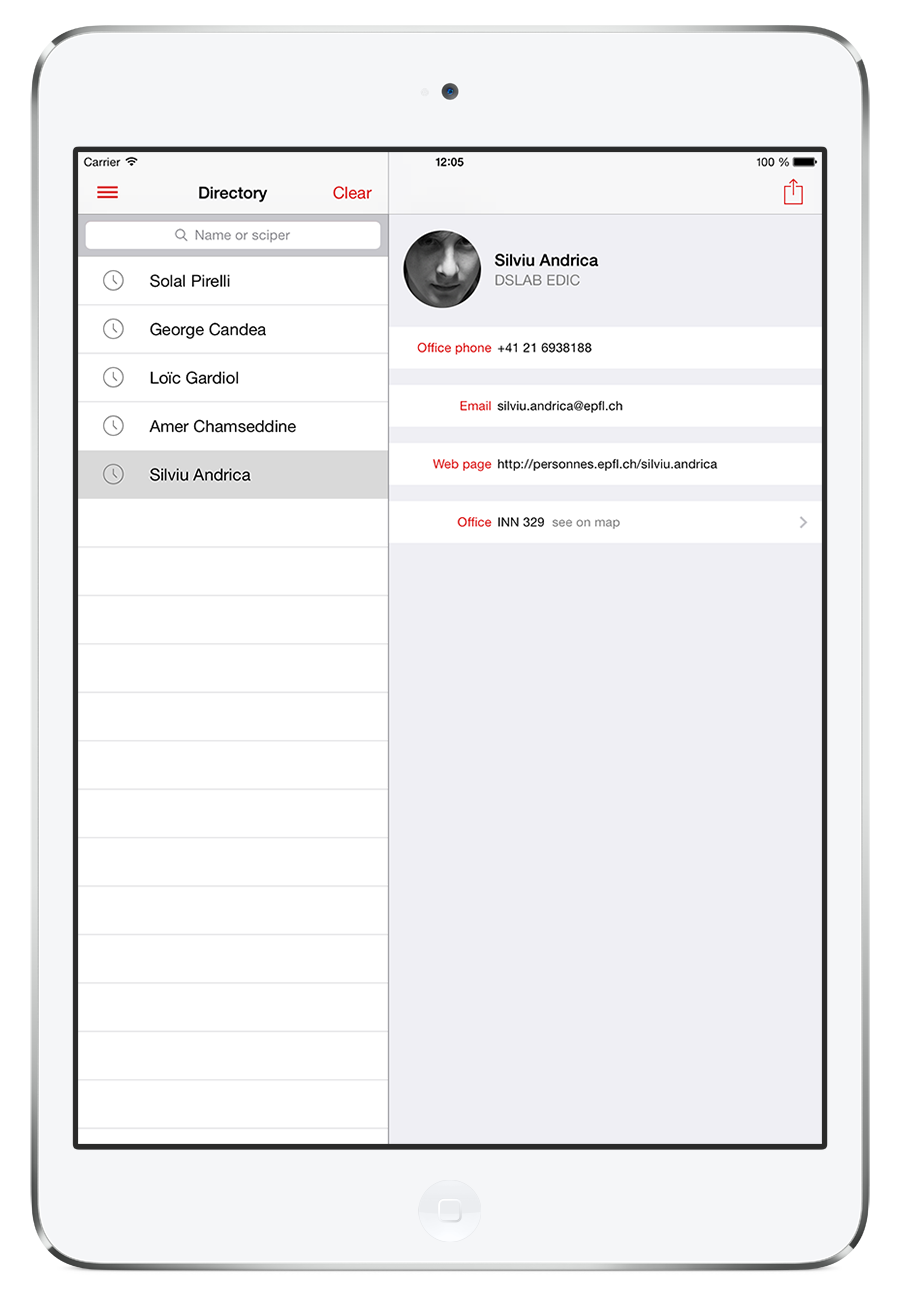 Carrier 12:05 100 %
Directory Clear
Name or sciper
Solal Pirelli
George Candea
Loïc Gardiol
Amer Chamseddine
Silviu Andrica
Silviu Andrica
DSLAB EDIC
Office phone +41 21 6938188
Email silviu.andrica@epfl.ch
Web page http://personnes.epfl.ch/silviu.andrica
Office INN 329 see on map